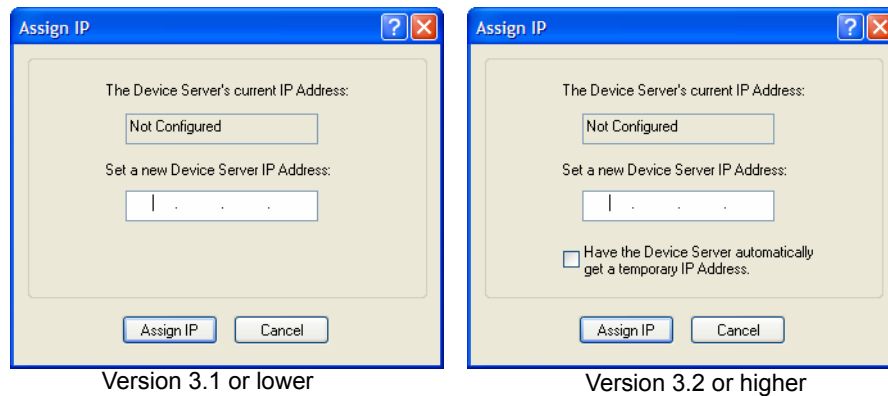 Assign IP
The Device Server's current IP Address:
Not Configured
Set a new Device Server IP Address:
. . .
Assign IP Cancel
Version 3.1 or lower
Assign IP
The Device Server's current IP Address:
Not Configured
Set a new Device Server IP Address:
. . .
Have the Device Server automatically
get a temporary IP Address.
Assign IP Cancel
Version 3.2 or higher